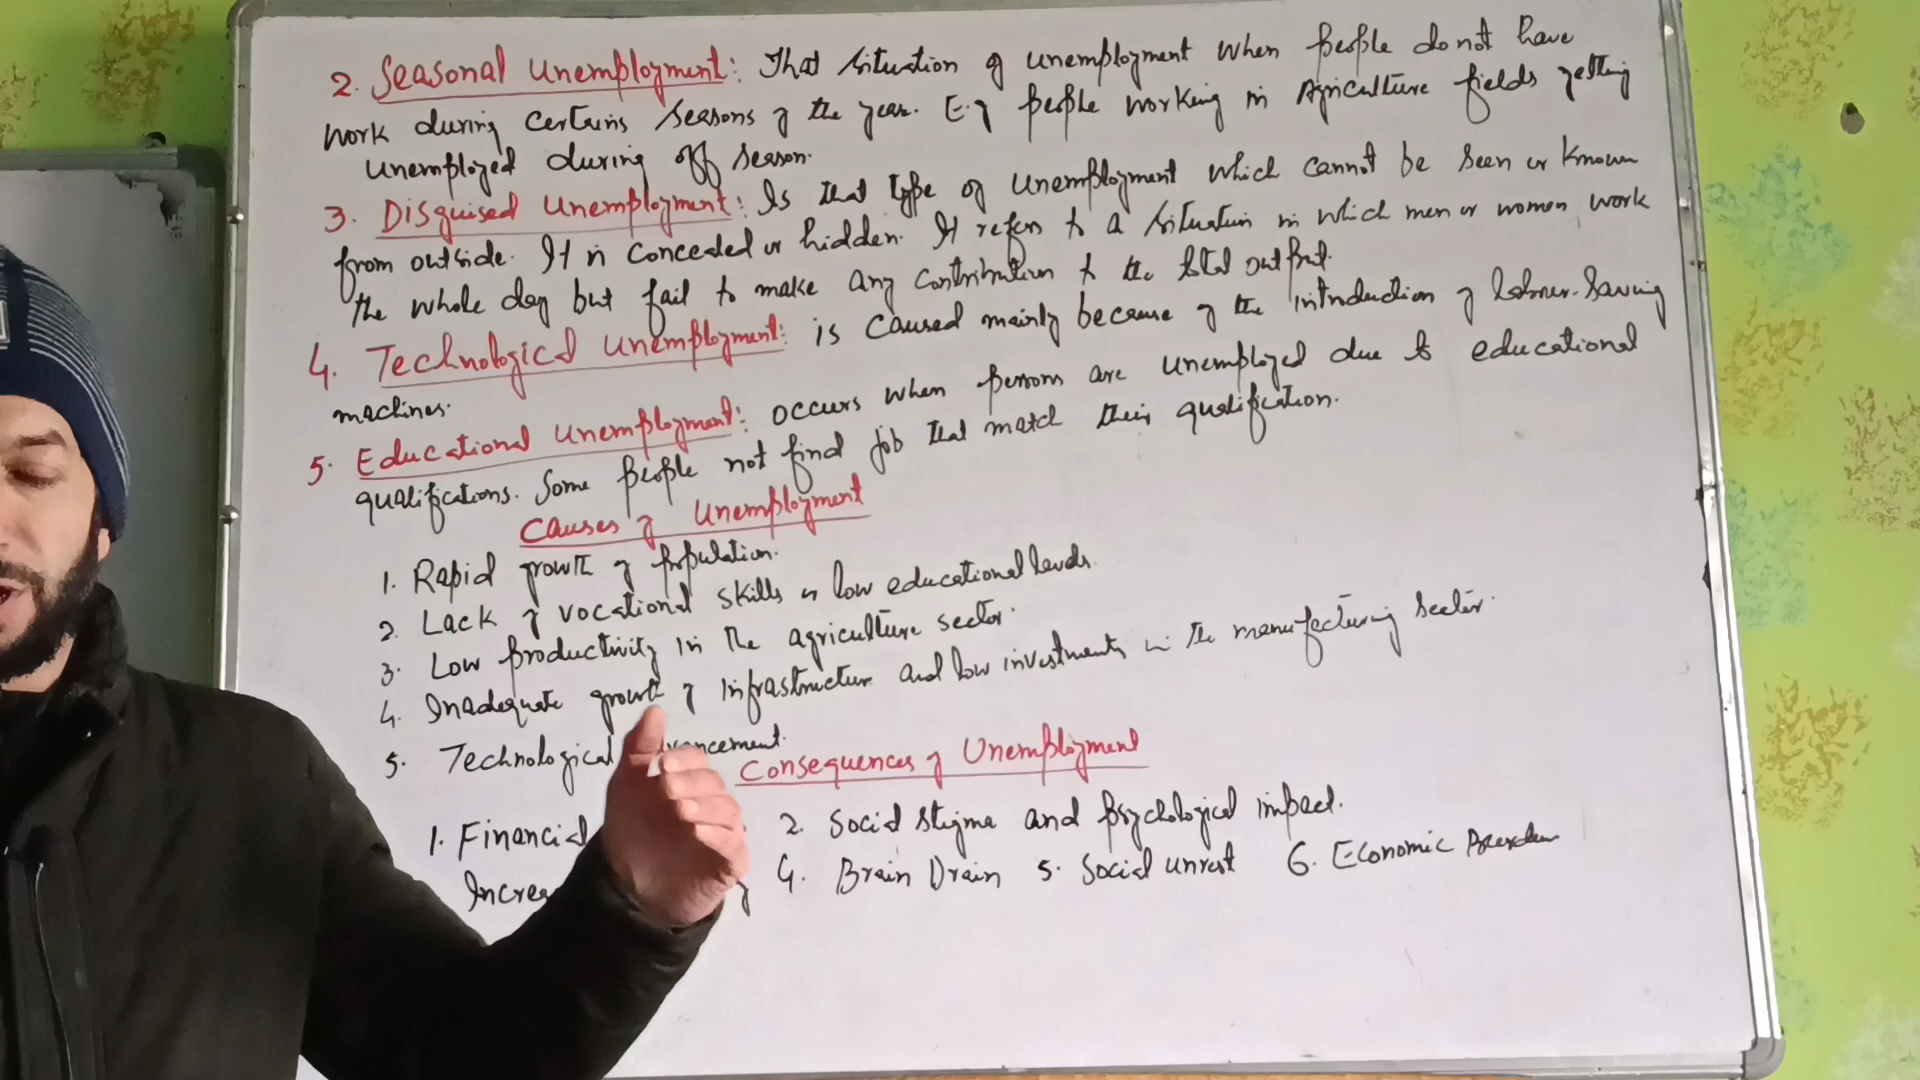 2. Seasonal Unemployment: That situation of unemployment when people do not have
work during certains seasons of the year. E.g people working in Agriculture fields getting
unemployed during off season.
3. Disguised Unemployment: Is that type of unemployment which cannot be seen or known
from outside. It is concealed or hidden. It refers to a situation in which men or women work
the whole day but fail to make any contribution to the total output.
4. Technological unemployment: is caused mainly because of the introduction of labour-saving
machines.
5. Educational unemployment: occurs when persons are unemployed due to educational
qualifications. Some people not find job that match their qualification.
Causes of Unemployment
1. Rapid growth of population.
2. Lack of vocational skills or low educational levels.
3. Low productivity in the agriculture sector.
4. Inadequate growth of infrastructure and low investments in the manufacturing sector.
5. Technological
Consequences of Unemployment
1. Financial 2. Social stigma and psychological impact.
4. Brain Drain 5. Social unrest 6. Economic